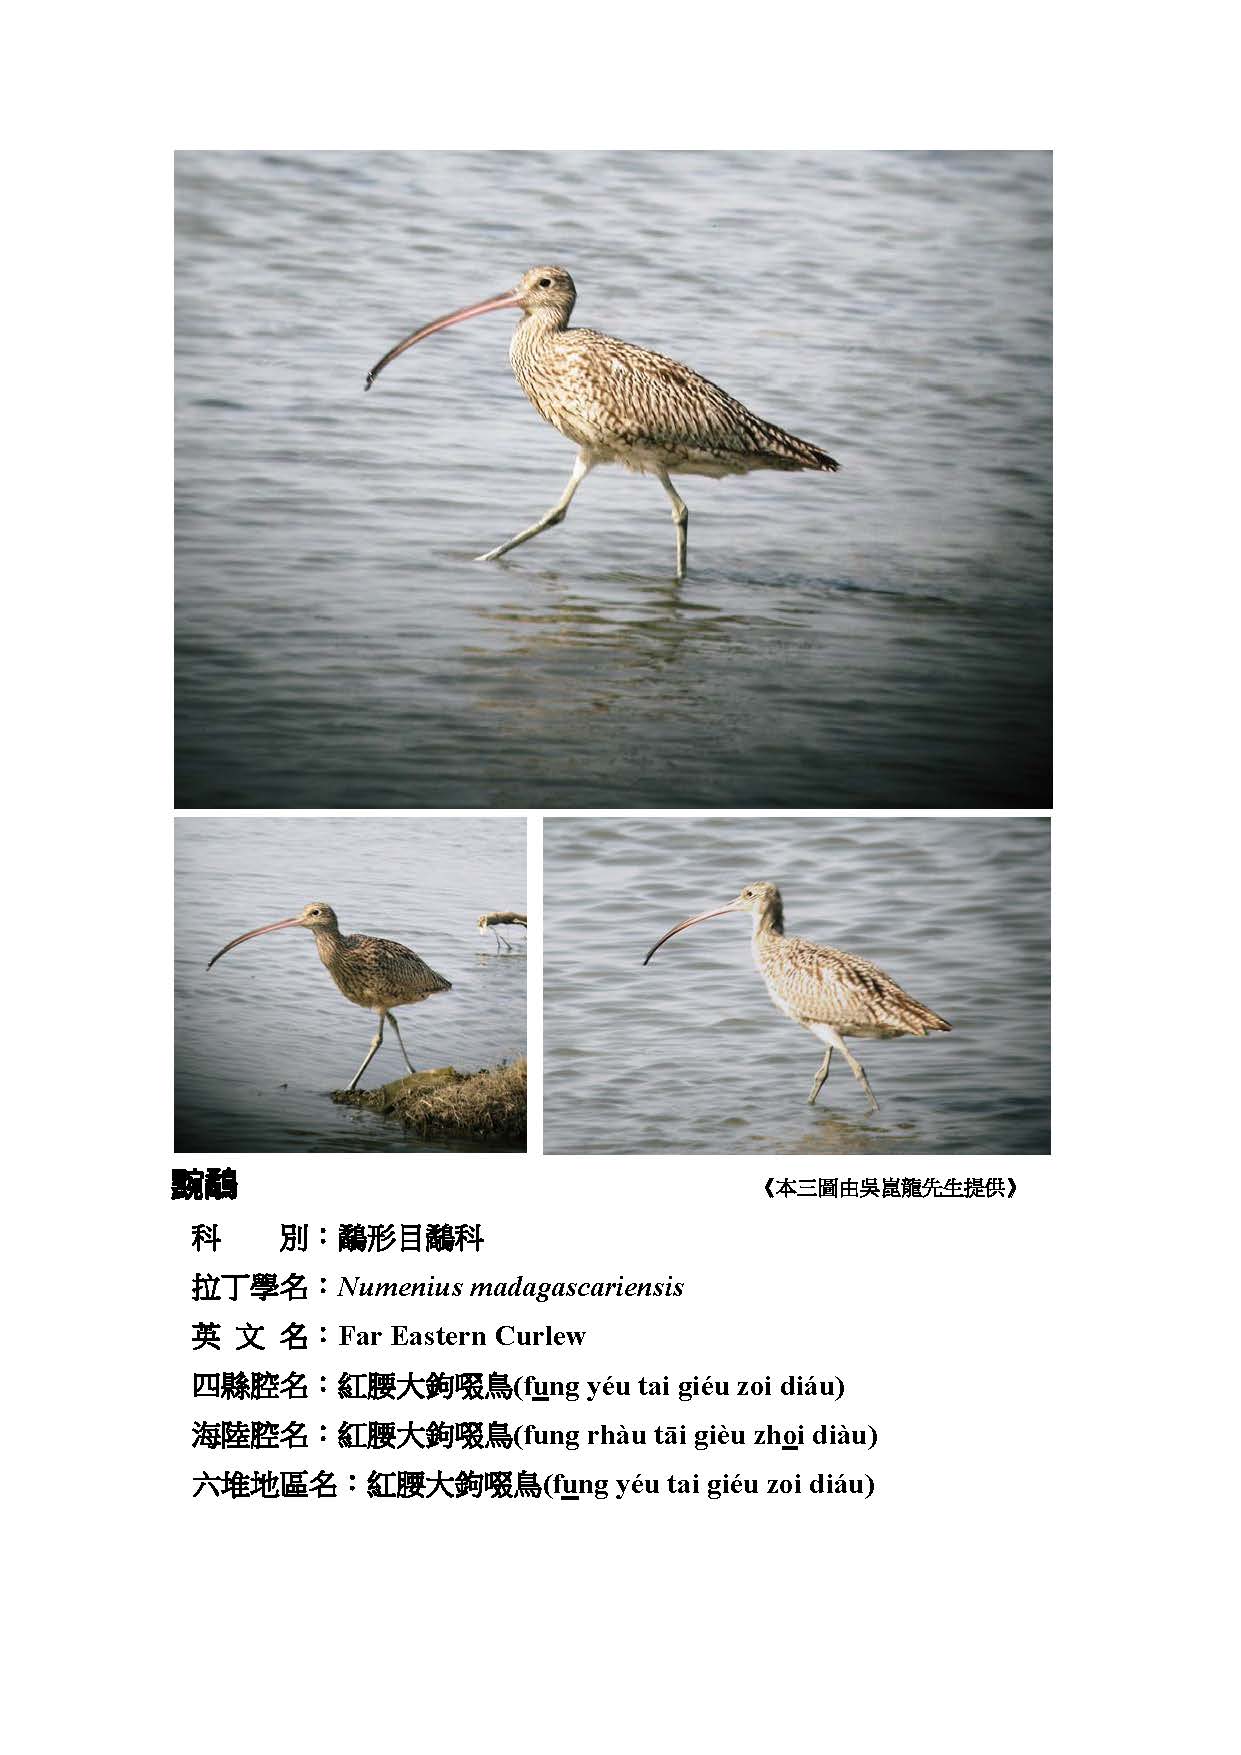 黦鷸 《本三圖由吳崑龍先生提供》
科 別：鷸形目鷸科
拉丁學名：Numenius madagascariensis
英 文 名：Far Eastern Curlew
四縣腔名：紅腰大鉤啜鳥(fung yéu tai giéu zoi diáu)
海陸腔名：紅腰大鉤啜鳥(fung rhàu tāi gièu zhoi diàu)
六堆地區名：紅腰大鉤啜鳥(fung yéu tai giéu zoi diáu)